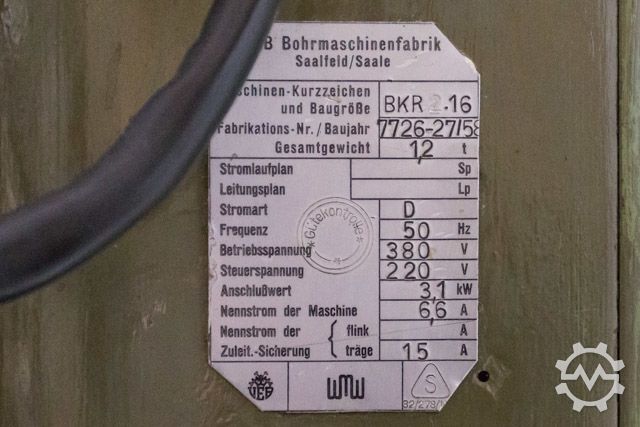 B Bohrmaschinenfabrik
Saalfeld/Saale
schinen-Kurzzeichen
und Baugröße BKR 2.16
Fabrikations-Nr./Baujahr 7726-27/58
Gesamtgewicht 1,2 t
Stromlaufplan Sp
Leitungsplan Lp
Stromart D
Frequenz 50 Hz
Betriebsspannung 380 V
Steuerspannung 220 V
Anschlußwert 3,1 kW
Nennstrom der Maschine 6,6 A
Nennstrom der flink , A
Zuleit.-Sicherung träge 15 A
*Gütekontrolle*
VEB WMW S